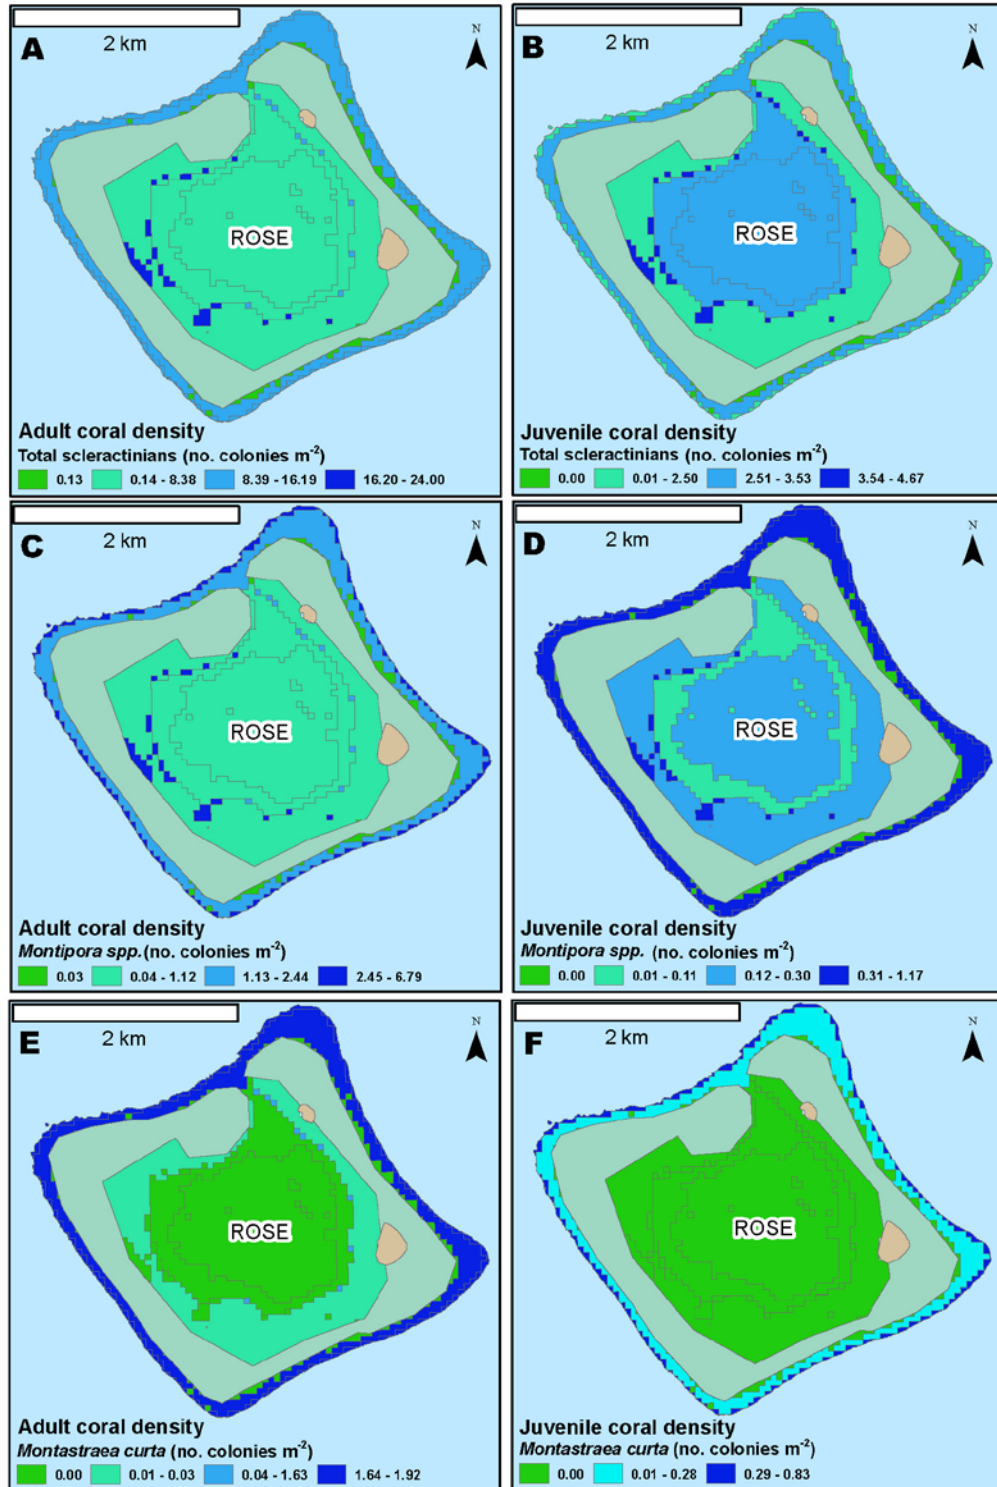 A
2 km
N
ROSE
Adult coral density
Total scleractinians (no. colonies m-2)
0.13 0.14 - 8.38 8.39 - 16.19 16.20 - 24.00
B
2 km
N
ROSE
Juvenile coral density
Total scleractinians (no. colonies m-2)
0.00 0.01 - 2.50 2.51 - 3.53 3.54 - 4.67
C
2 km
N
ROSE
Adult coral density
Montipora spp. (no. colonies m-2)
0.03 0.04 - 1.12 1.13 - 2.44 2.45 - 6.79
D
2 km
N
ROSE
Juvenile coral density
Montipora spp. (no. colonies m-2)
0.00 0.01 - 0.11 0.12 - 0.30 0.31 - 1.17
E
2 km
N
ROSE
Adult coral density
Montastraea curta (no. colonies m-2)
0.00 0.01 - 0.03 0.04 - 1.63 1.64 - 1.92
F
2 km
N
ROSE
Juvenile coral density
Montastraea curta (no. colonies m-2)
0.00 0.01 - 0.28 0.29 - 0.83